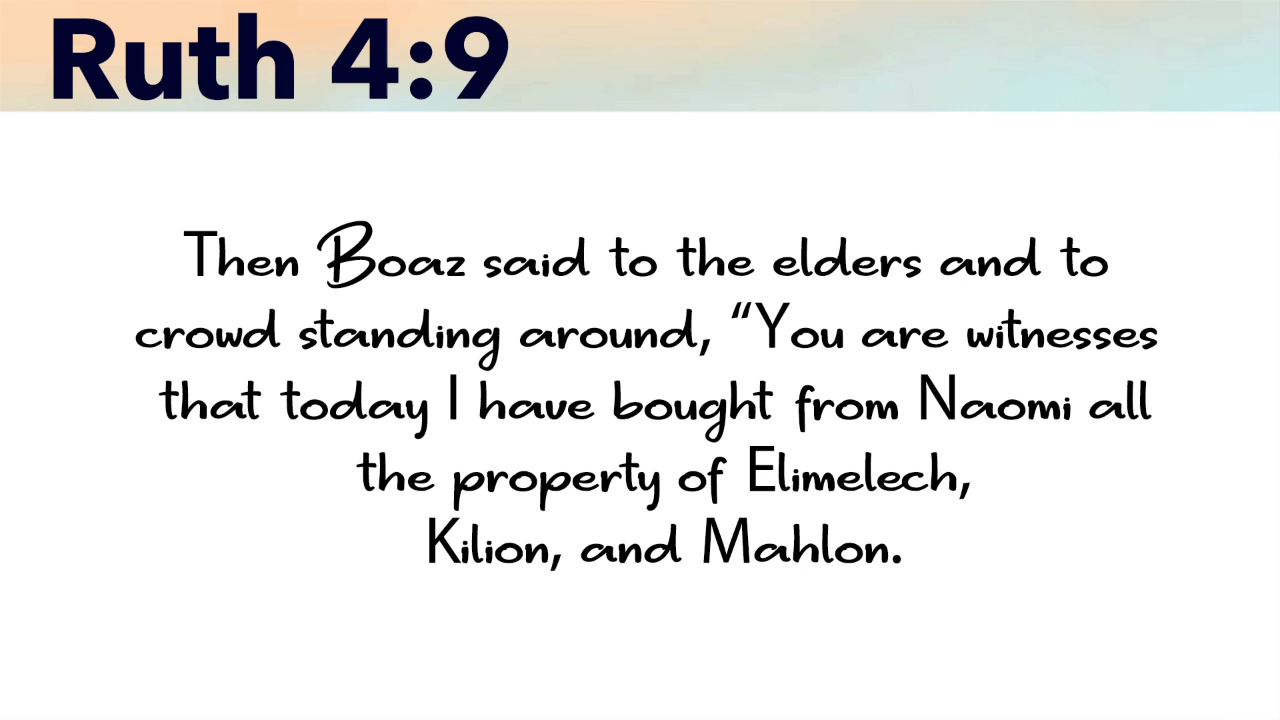 Ruth 4:9
Then Boaz said to the elders and to
crowd standing around, “You are witnesses
that today I have bought from Naomi all
the property of Elimelech,
Kilion, and Mahlon.